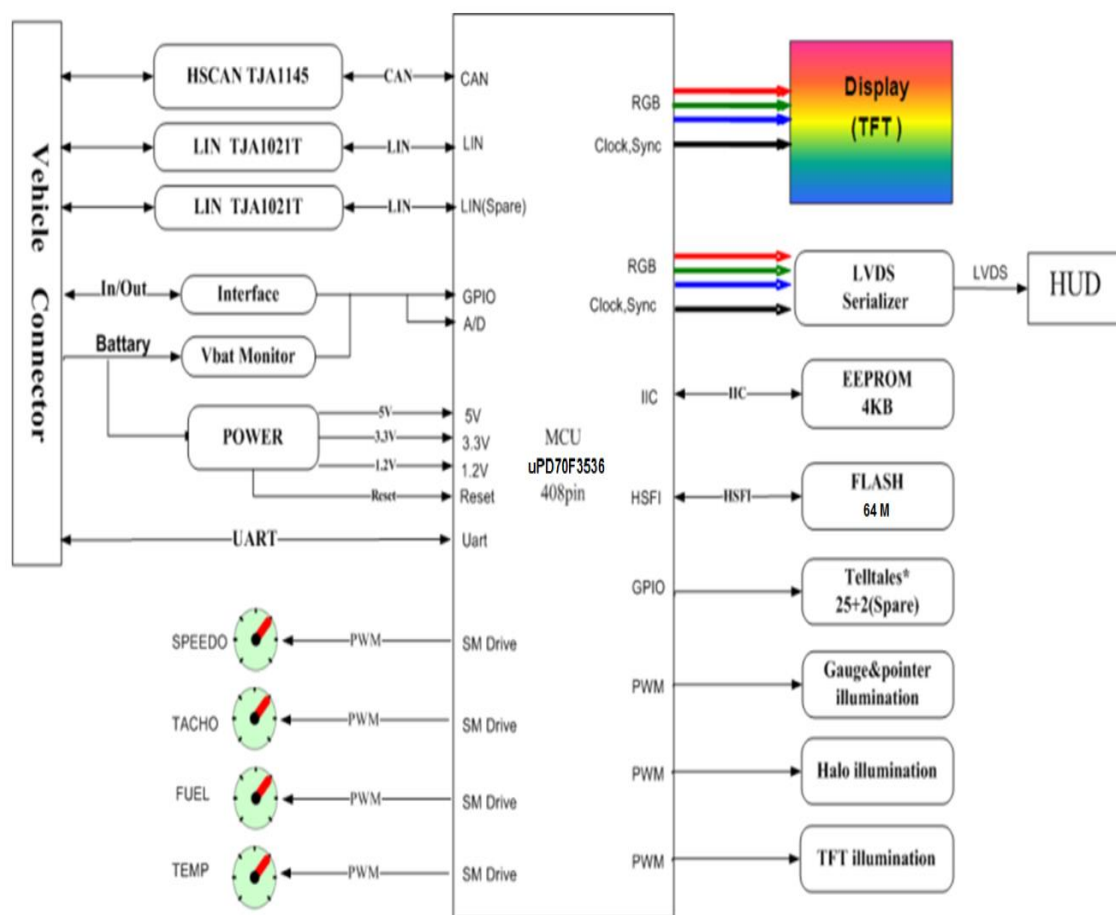 Vehicle Connector
HSCAN TJA1145
CAN
CAN
LIN TJA1021T
LIN
LIN
LIN TJA1021T
LIN
LIN(Spare)
In/Out
Interface
GPIO
A/D
Battary
Vbat Monitor
POWER
5V
5V
3.3V
3.3V
1.2V
1.2V
Reset
Reset
UART
Uart
SPEEDO
PWM
SM Drive
TACHO
PWM
SM Drive
FUEL
PWM
SM Drive
TEMP
PWM
SM Drive
MCU
uPD70F3536
408pin
RGB
Clock,Sync
Display
(TFT)
RGB
Clock,Sync
LVDS
Serializer
LVDS
HUD
IIC
IIC
EEPROM
4KB
HSFI
HSFI
FLASH
64 M
GPIO
Telltales*
25+2(Spare)
PWM
Gauge&pointer
illumination
PWM
Halo illumination
PWM
TFT illumination